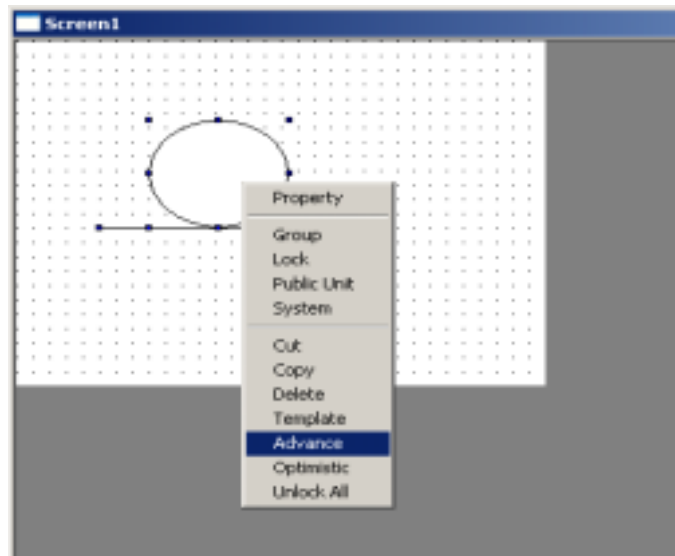 Screen1
Property
Group
Lock
Public Unit
System
Cut
Copy
Delete
Template
Advance
Optimistic
Unlock All